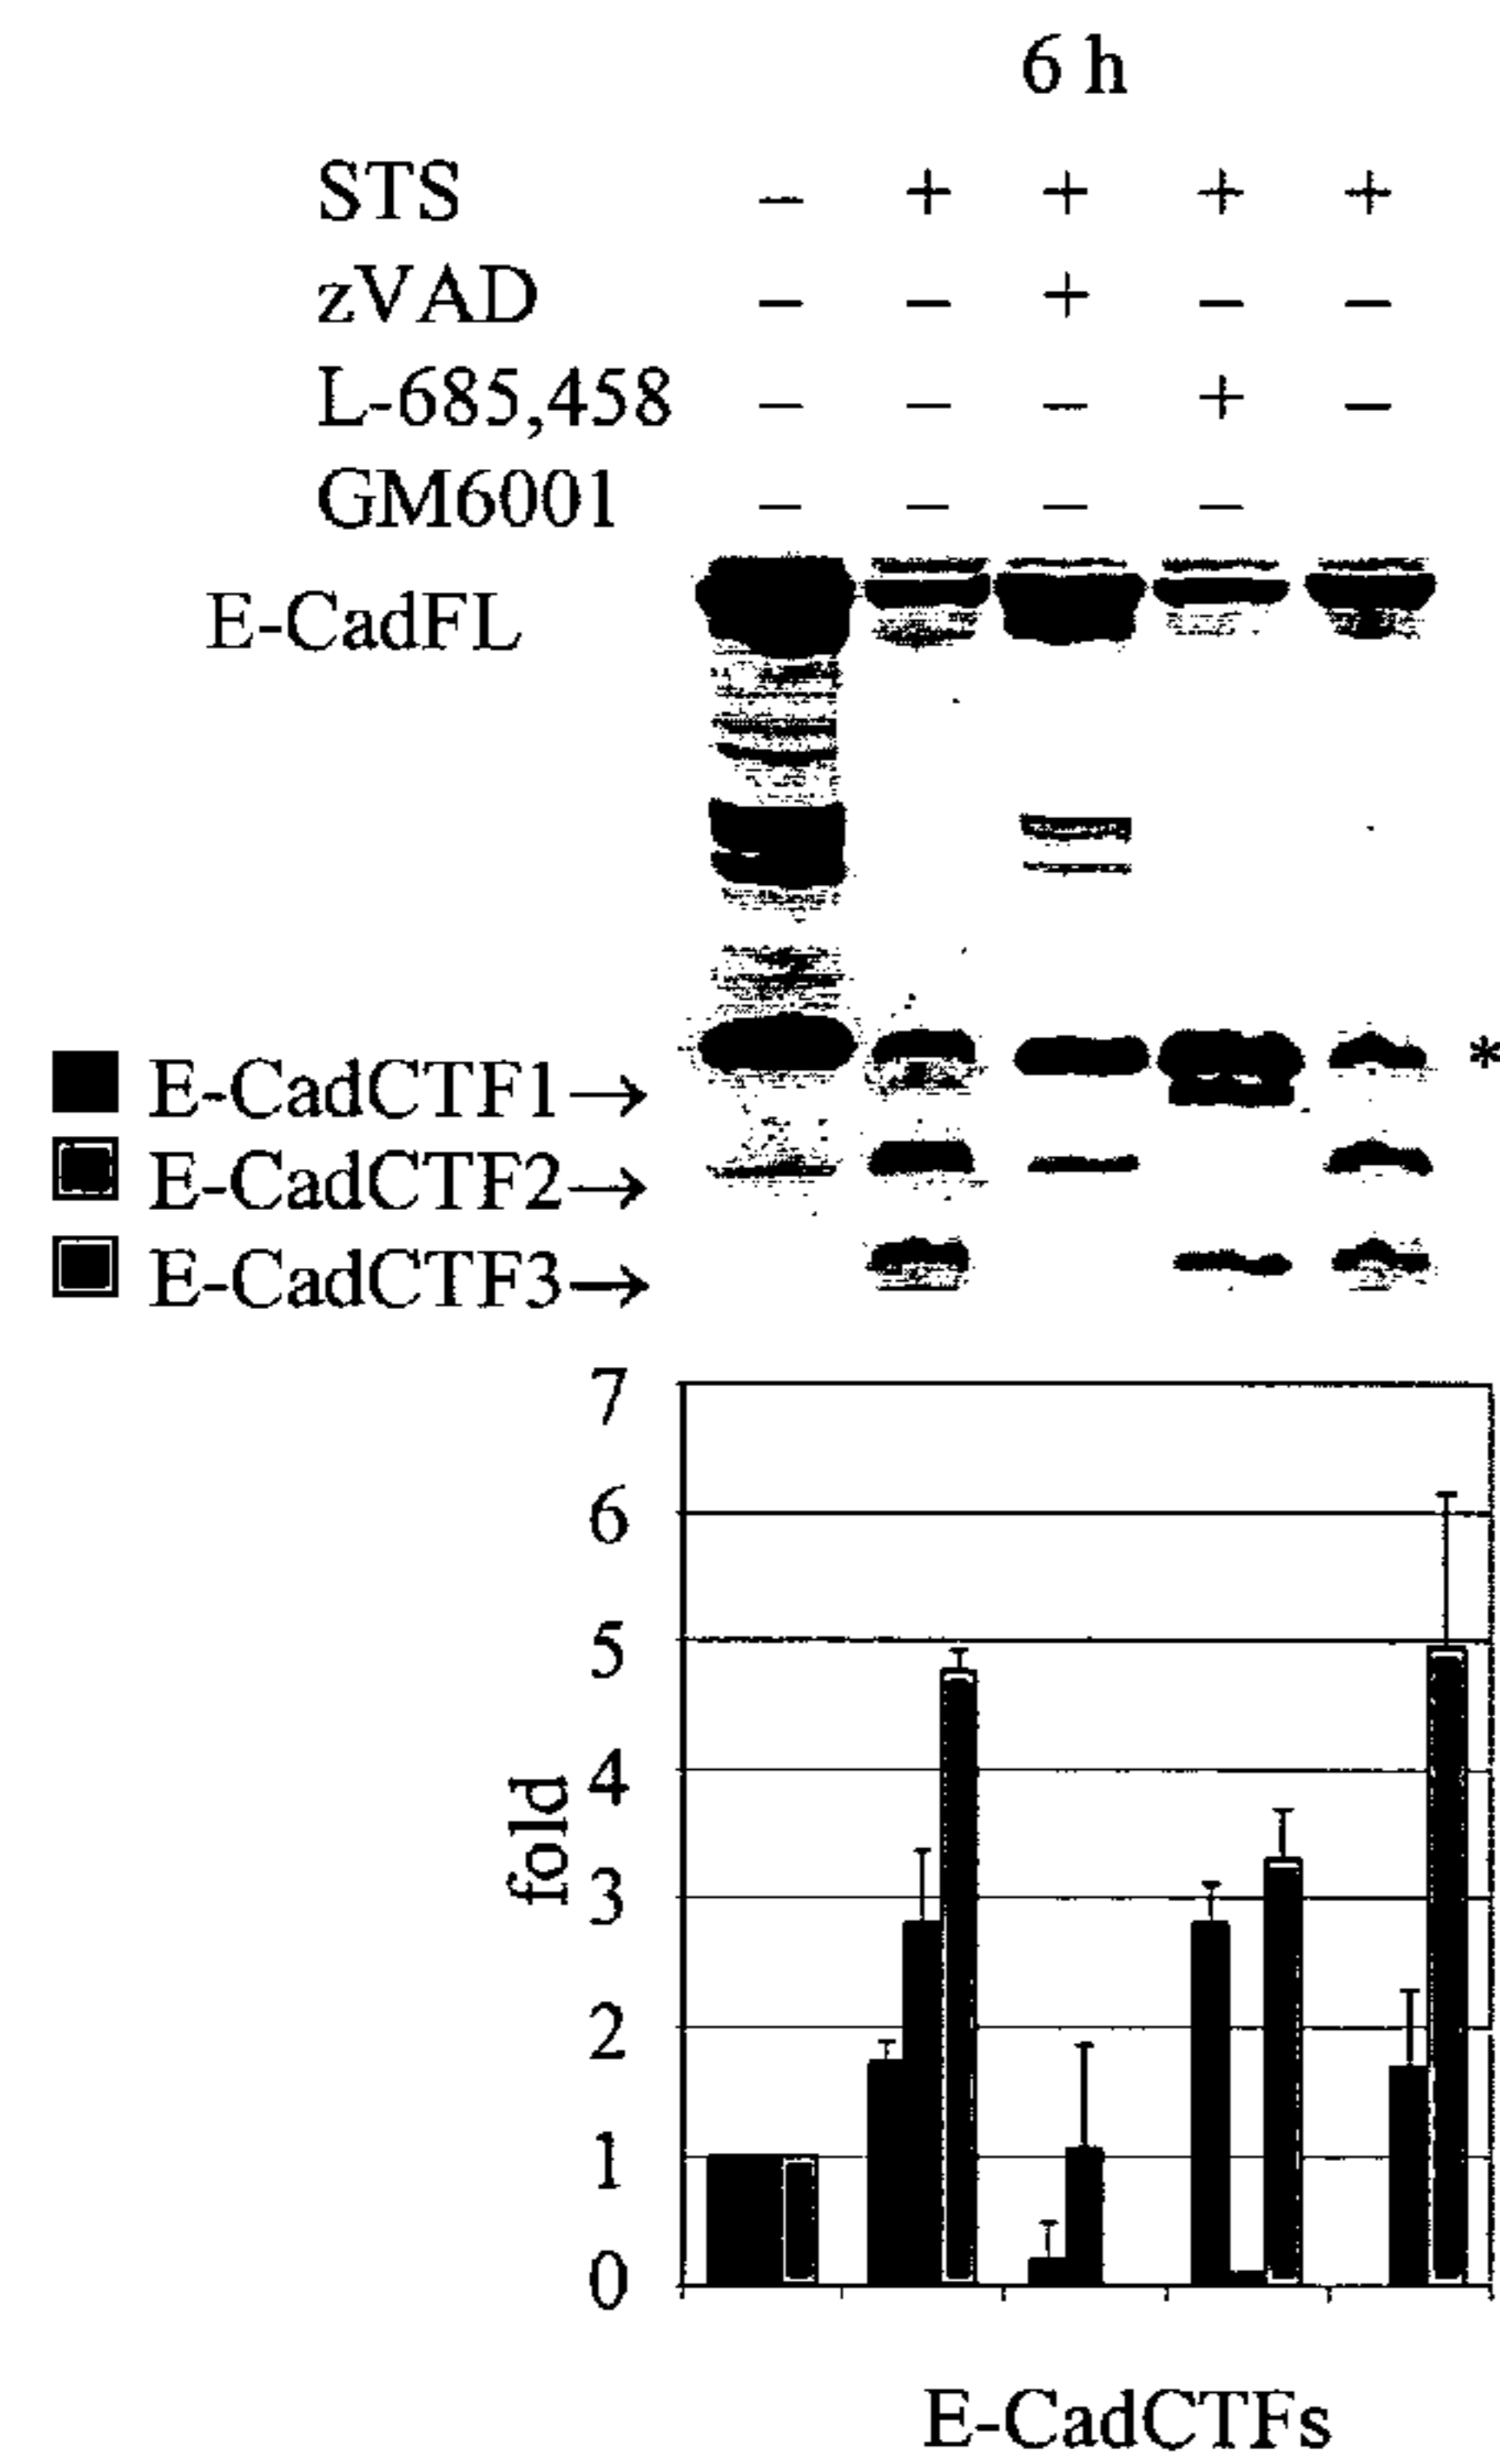 6 h
STS – + + + +
zVAD – – + – –
L-685,458 – – – + –
GM6001 – – – –
E-CadFL
*
E-CadCTF1→
E-CadCTF2→
E-CadCTF3→
7
6
5
4
fold
3
2
1
0
E-CadCTFs